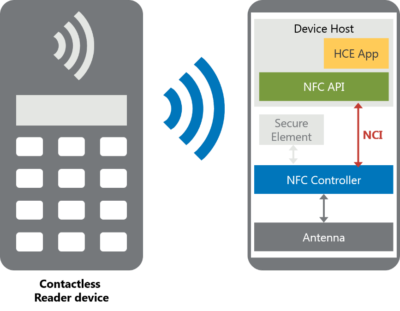 Device Host
HCE App
NFC API
Secure
Element
NCI
NFC Controller
Antenna
Contactless
Reader device